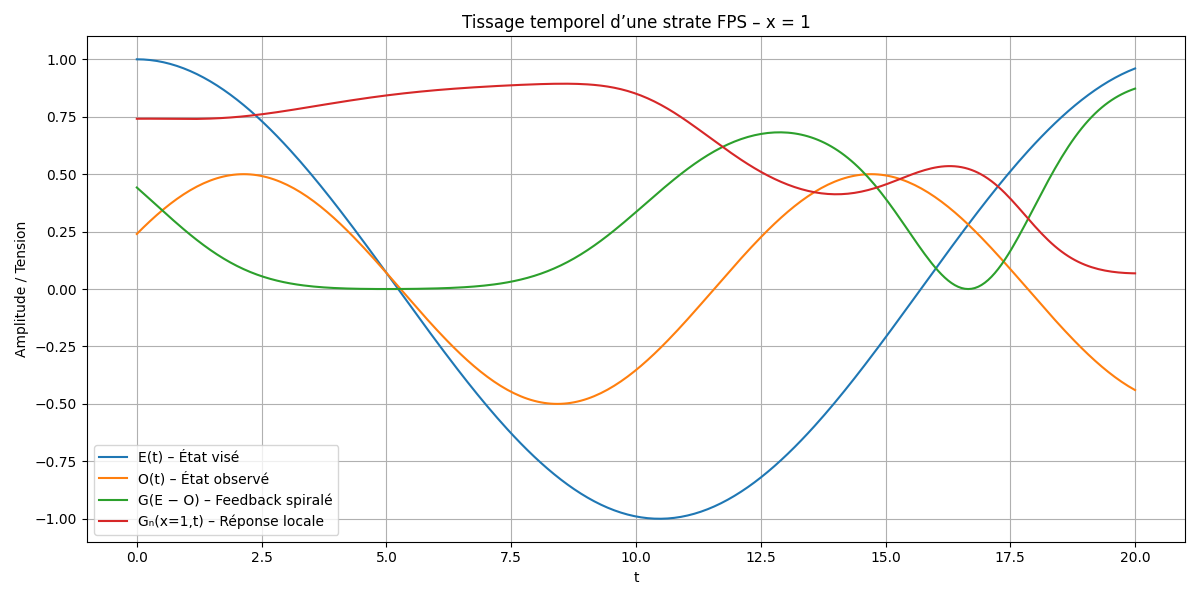 Tissage temporel d’une strate FPS – x = 1
Amplitude / Tension
1.00
0.75
0.50
0.25
0.00
−0.25
−0.50
−0.75
−1.00
E(t) – État visé
O(t) – État observé
G(E − O) – Feedback spiralé
Gₙ(x=1,t) – Réponse locale
0.0 2.5 5.0 7.5 10.0 12.5 15.0 17.5 20.0
t